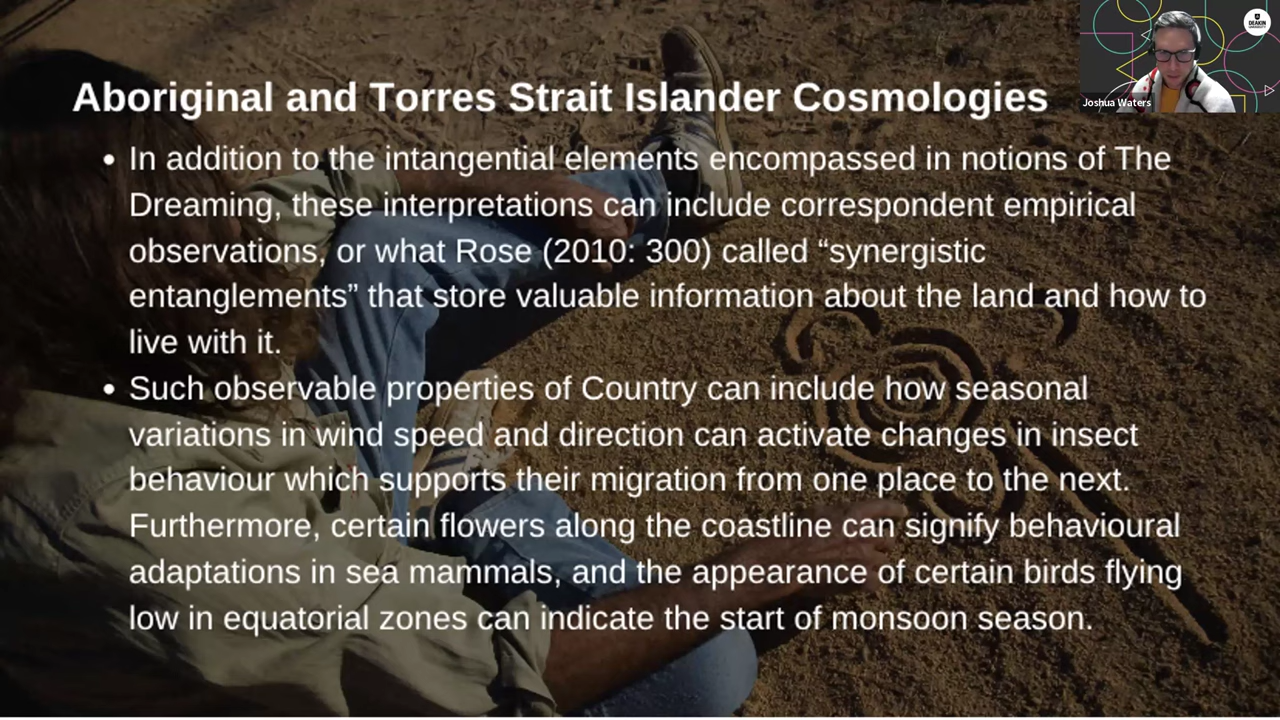 DEAKIN
UNIVERSITY
Joshua Waters
Aboriginal and Torres Strait Islander Cosmologies
• In addition to the intangential elements encompassed in notions of The
Dreaming, these interpretations can include correspondent empirical
observations, or what Rose (2010: 300) called “synergistic
entanglements” that store valuable information about the land and how to
live with it.
• Such observable properties of Country can include how seasonal
variations in wind speed and direction can activate changes in insect
behaviour which supports their migration from one place to the next.
Furthermore, certain flowers along the coastline can signify behavioural
adaptations in sea mammals, and the appearance of certain birds flying
low in equatorial zones can indicate the start of monsoon season.